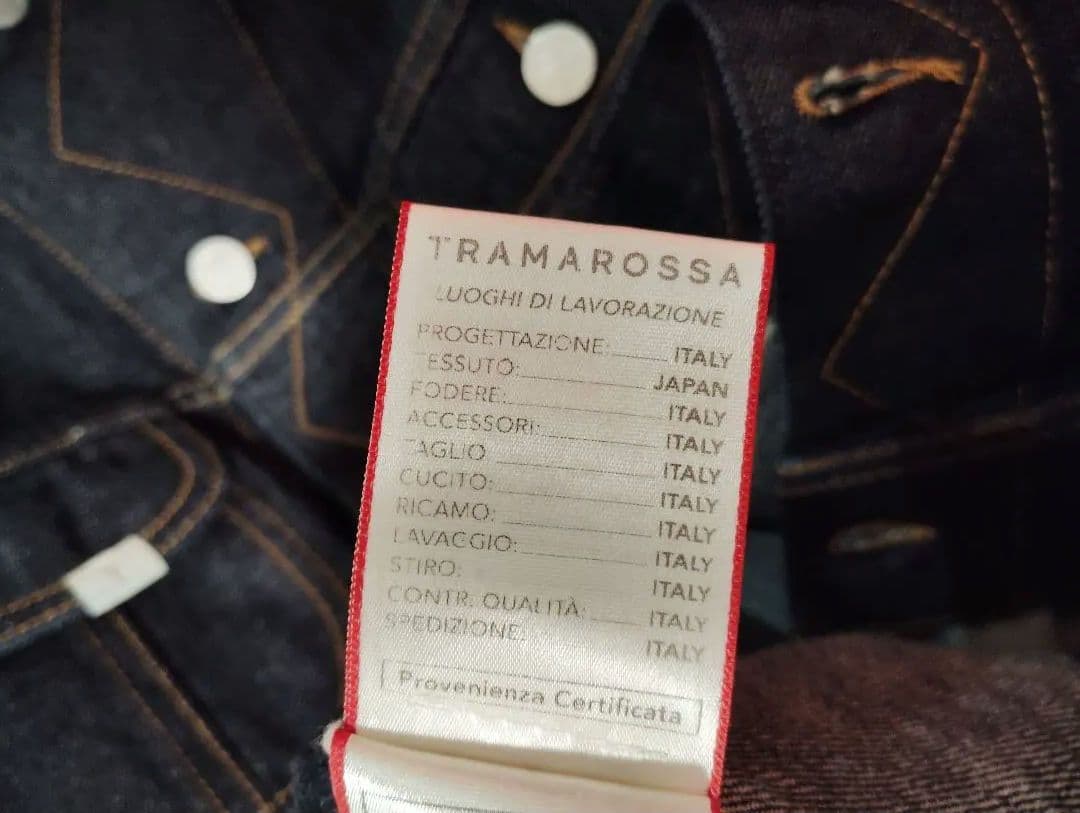 TRAMAROSSA
LUOGHI DI LAVORAZIONE
PROGETTAZIONE: ITALY
TESSUTO: JAPAN
FODERE: ITALY
ACCESSORI: ITALY
TAGLIO ITALY
CUCITO: ITALY
RICAMO: ITALY
LAVAGGIO: ITALY
STIRO: ITALY
CONTR. QUALITÀ: ITALY
SPEDIZIONE: ITALY
Provenienza Certificata